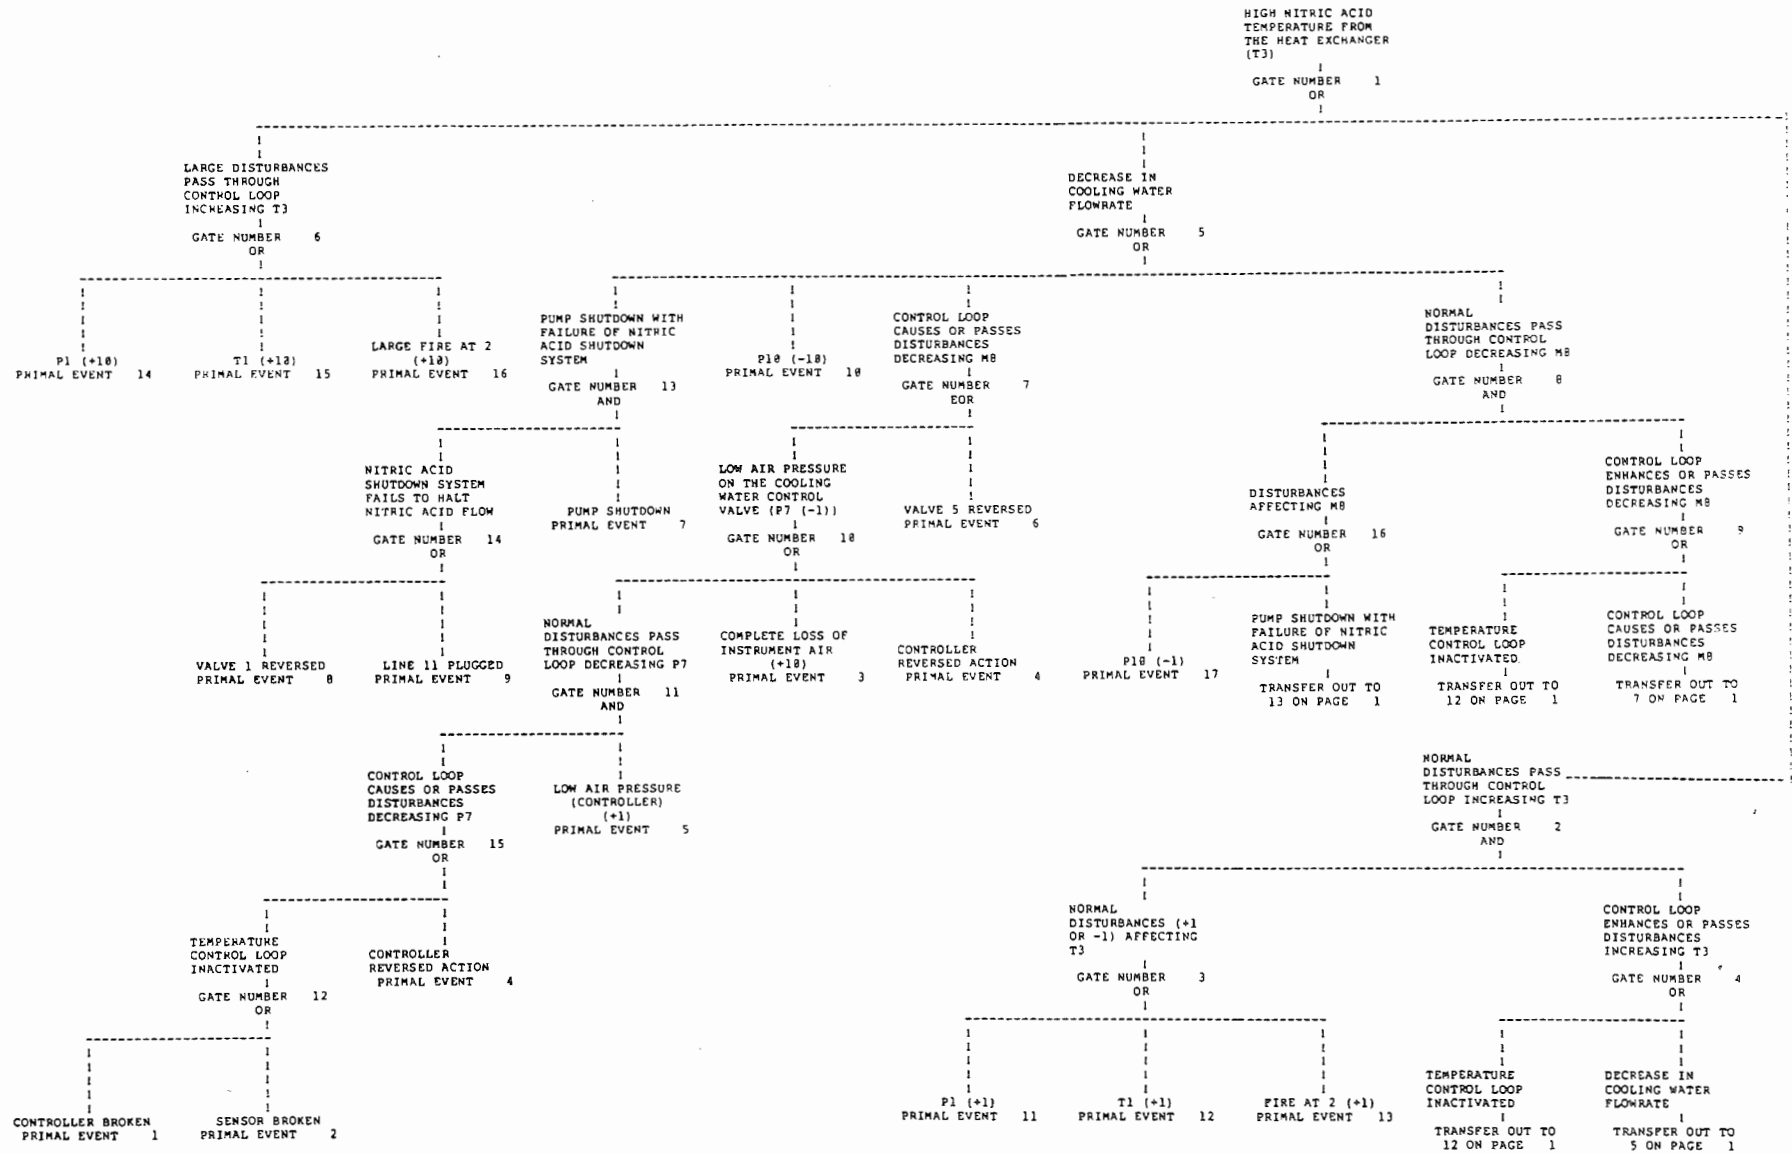 HIGH NITRIC ACID
TEMPERATURE FROM
THE HEAT EXCHANGER
(T3)
GATE NUMBER 1
OR
LARGE DISTURBANCES
PASS THROUGH
CONTROL LOOP
INCREASING T3
GATE NUMBER 6
OR
DECREASE IN
COOLING WATER
FLOWRATE
GATE NUMBER 5
OR
P1 (+10)
PRIMAL EVENT 14
T1 (+10)
PRIMAL EVENT 15
LARGE FIRE AT 2
(+10)
PRIMAL EVENT 16
PUMP SHUTDOWN WITH
FAILURE OF NITRIC
ACID SHUTDOWN
SYSTEM
GATE NUMBER 13
AND
P10 (-10)
PRIMAL EVENT 10
CONTROL LOOP
CAUSES OR PASSES
DISTURBANCES
DECREASING M8
GATE NUMBER 7
EOR
NORMAL
DISTURBANCES PASS
THROUGH CONTROL
LOOP DECREASING M8
GATE NUMBER 8
AND
NITRIC ACID
SHUTDOWN SYSTEM
FAILS TO HALT
NITRIC ACID FLOW
GATE NUMBER 14
OR
PUMP SHUTDOWN
PRIMAL EVENT 7
LOW AIR PRESSURE
ON THE COOLING
WATER CONTROL
VALVE (P7 (-1))
GATE NUMBER 10
OR
VALVE 5 REVERSED
PRIMAL EVENT 6
DISTURBANCES
AFFECTING M8
GATE NUMBER 16
OR
CONTROL LOOP
ENHANCES OR PASSES
DISTURBANCES
DECREASING M8
GATE NUMBER 9
OR
VALVE 1 REVERSED
PRIMAL EVENT 8
LINE 11 PLUGGED
PRIMAL EVENT 9
NORMAL
DISTURBANCES PASS
THROUGH CONTROL
LOOP DECREASING P7
GATE NUMBER 11
AND
COMPLETE LOSS OF
INSTRUMENT AIR
(+10)
PRIMAL EVENT 3
CONTROLLER
REVERSED ACTION
PRIMAL EVENT 4
P10 (-1)
PRIMAL EVENT 17
PUMP SHUTDOWN WITH
FAILURE OF NITRIC
ACID SHUTDOWN
SYSTEM
TRANSFER OUT TO
13 ON PAGE 1
TEMPERATURE
CONTROL LOOP
INACTIVATED
TRANSFER OUT TO
12 ON PAGE 1
CONTROL LOOP
CAUSES OR PASSES
DISTURBANCES
DECREASING M8
TRANSFER OUT TO
7 ON PAGE 1
CONTROL LOOP
CAUSES OR PASSES
DISTURBANCES
DECREASING P7
GATE NUMBER 15
OR
LOW AIR PRESSURE
(CONTROLLER)
(+1)
PRIMAL EVENT 5
NORMAL
DISTURBANCES PASS
THROUGH CONTROL
LOOP INCREASING T3
GATE NUMBER 2
AND
TEMPERATURE
CONTROL LOOP
INACTIVATED
GATE NUMBER 12
OR
CONTROLLER
REVERSED ACTION
PRIMAL EVENT 4
NORMAL
DISTURBANCES (+1
OR -1) AFFECTING
T3
GATE NUMBER 3
OR
CONTROL LOOP
ENHANCES OR PASSES
DISTURBANCES
INCREASING T3
GATE NUMBER 4
OR
CONTROLLER BROKEN
PRIMAL EVENT 1
SENSOR BROKEN
PRIMAL EVENT 2
P1 (+1)
PRIMAL EVENT 11
T1 (+1)
PRIMAL EVENT 12
FIRE AT 2 (+1)
PRIMAL EVENT 13
TEMPERATURE
CONTROL LOOP
INACTIVATED
TRANSFER OUT TO
12 ON PAGE 1
DECREASE IN
COOLING WATER
FLOWRATE
TRANSFER OUT TO
5 ON PAGE 1